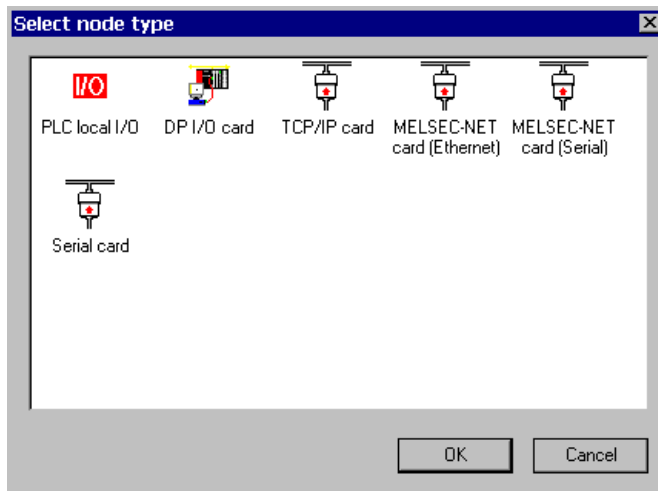 Select node type
I/O
PLC local I/O DP I/O card TCP/IP card MELSEC-NET MELSEC-NET
card (Ethernet) card (Serial)
Serial card
OK Cancel